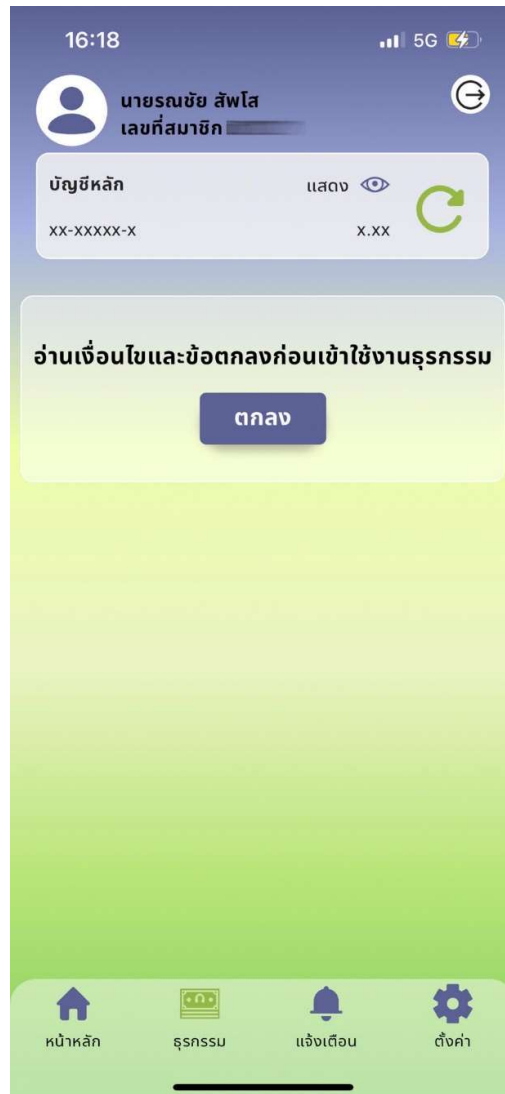 16:18
5G
นายรณชัย สัพโส
เลขที่สมาชิก
บัญชีหลัก
แสดง
xx-xxxxx-x
x.xx
อ่านเงื่อนไขและข้อตกลงก่อนเข้าใช้งานธุรกรรม
ตกลง
หน้าหลัก
ธุรกรรม
แจ้งเตือน
ตั้งค่า